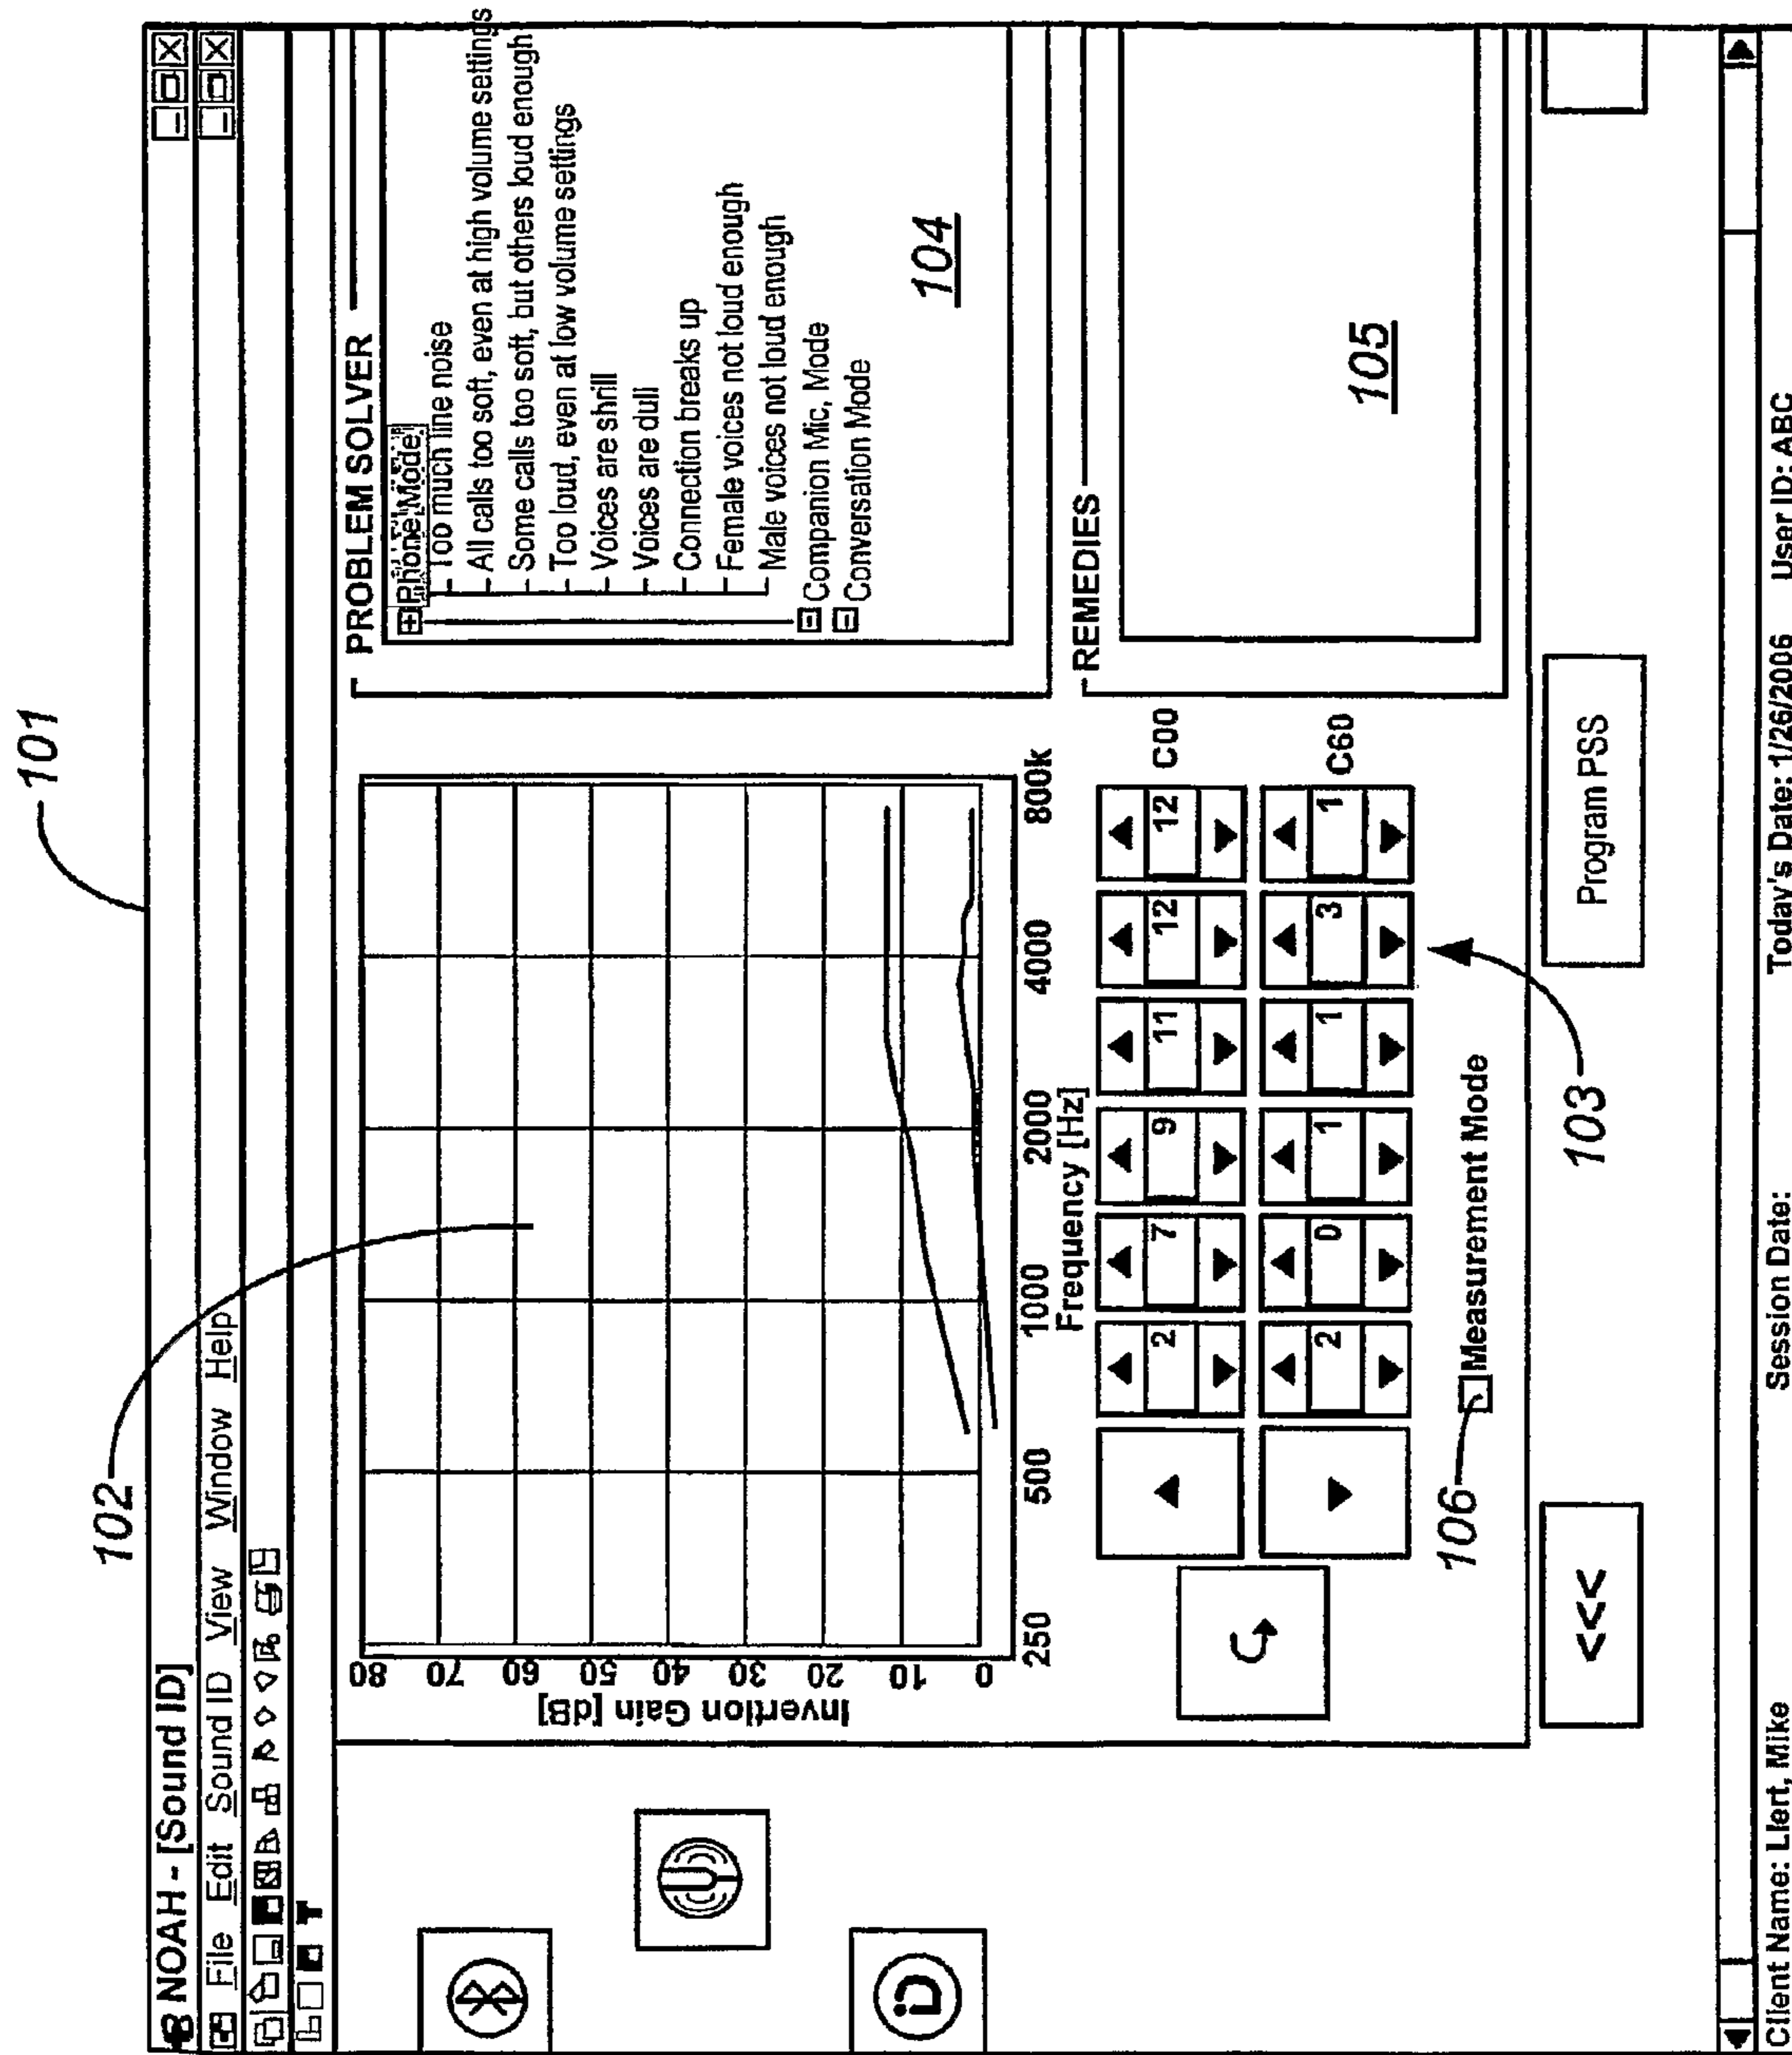 101
102
NOAH - [Sound ID]
File Edit Sound ID View Window Help
PROBLEM SOLVER
Phone Mode
Too much line noise
All calls too soft, even at high volume settings
Some calls too soft, but others loud enough
Too loud, even at low volume settings
Voices are shrill
Voices are dull
Connection breaks up
Female voices not loud enough
Male voices not loud enough
Companion Mic, Mode
Conversation Mode
104
Invertion Gain [dB]
80
70
60
50
40
30
20
10
0
250 500 1000 2000 4000 800k
Frequency [Hz]
REMEDIES
105
2 7 9 11 12 12 C00
2 0 1 1 3 1 C60
106
Measurement Mode
103
<<<
Program PSS
Client Name: Llert, Mike Session Date: Today's Date: 1/26/2006 User ID: ABC